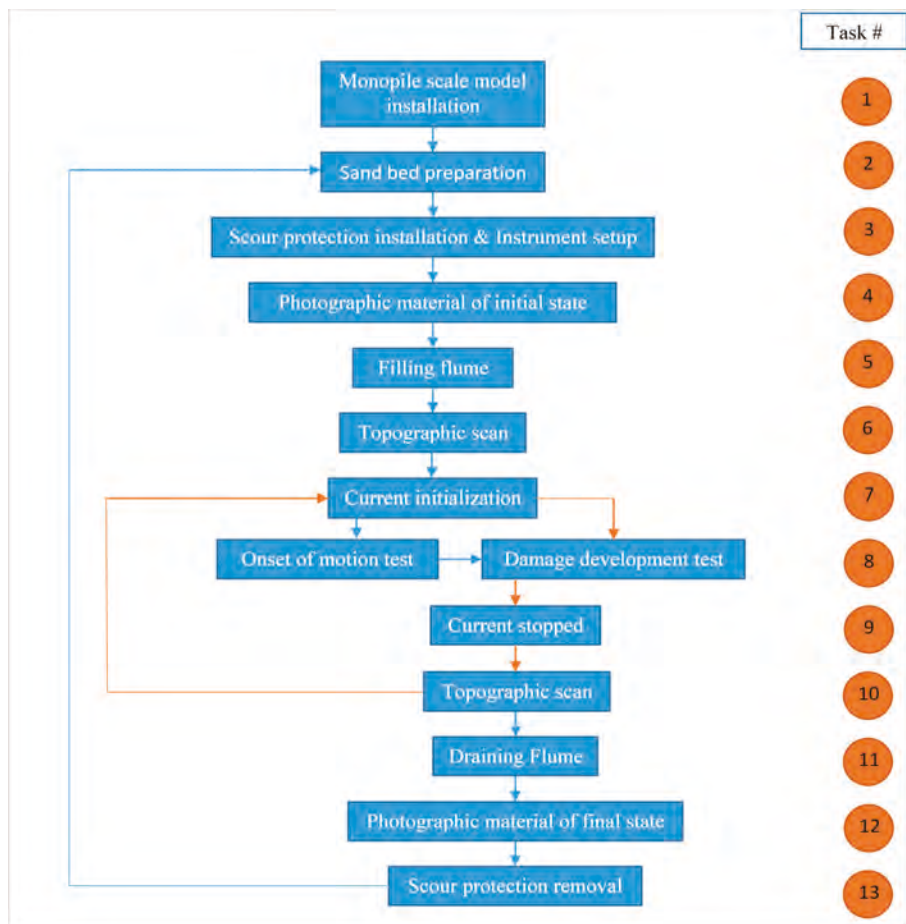 Task #
Monopile scale model
installation
1
Sand bed preparation
2
Scour protection installation & Instrument setup
3
Photographic material of initial state
4
Filling flume
5
Topographic scan
6
Current initialization
7
Onset of motion test
Damage development test
8
Current stopped
9
Topographic scan
10
Draining Flume
11
Photographic material of final state
12
Scour protection removal
13